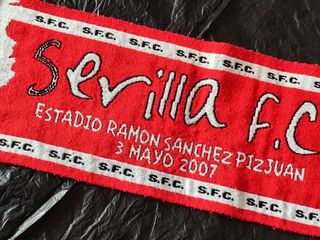 S.F.C. S.F.C. S.F.C. S.F.C. S.F.C.
Sevilla f.C
ESTADIO RAMON SANCHEZ PIZJUAN
3 MAYO 2007
S.F.C. S.F.C. S.F.C. S.F.C. S.F.C.